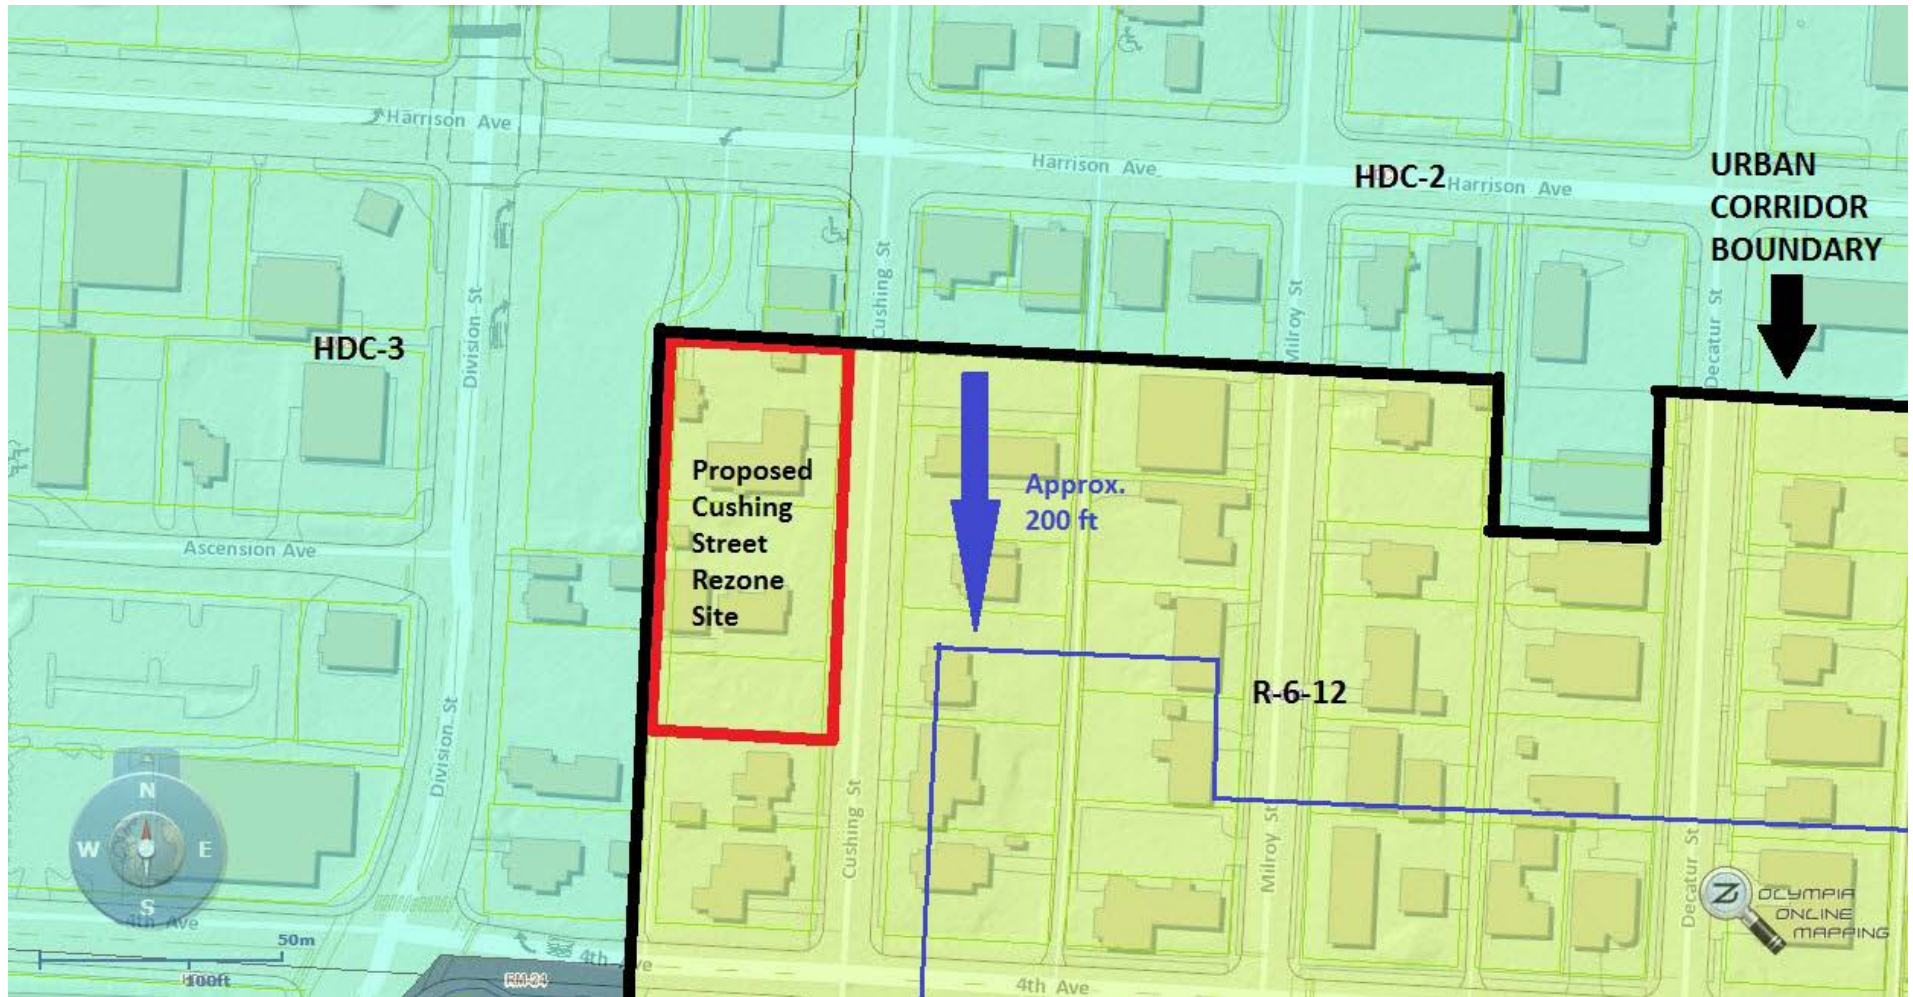 Harrison Ave
Harrison Ave
HDC-2
Harrison Ave
URBAN
CORRIDOR
BOUNDARY
Division St
Cushing St
Milroy St
Decatur St
HDC-3
Proposed
Cushing
Street
Rezone
Site
Approx.
200 ft
Ascension Ave
R-6-12
Division St
Cushing St
Milroy St
Decatur St
N
W E
S
4th Ave
50m
100ft
RM-24
4th Ave
4th Ave
Z
OLYMPIA
ONLINE
MAPPING